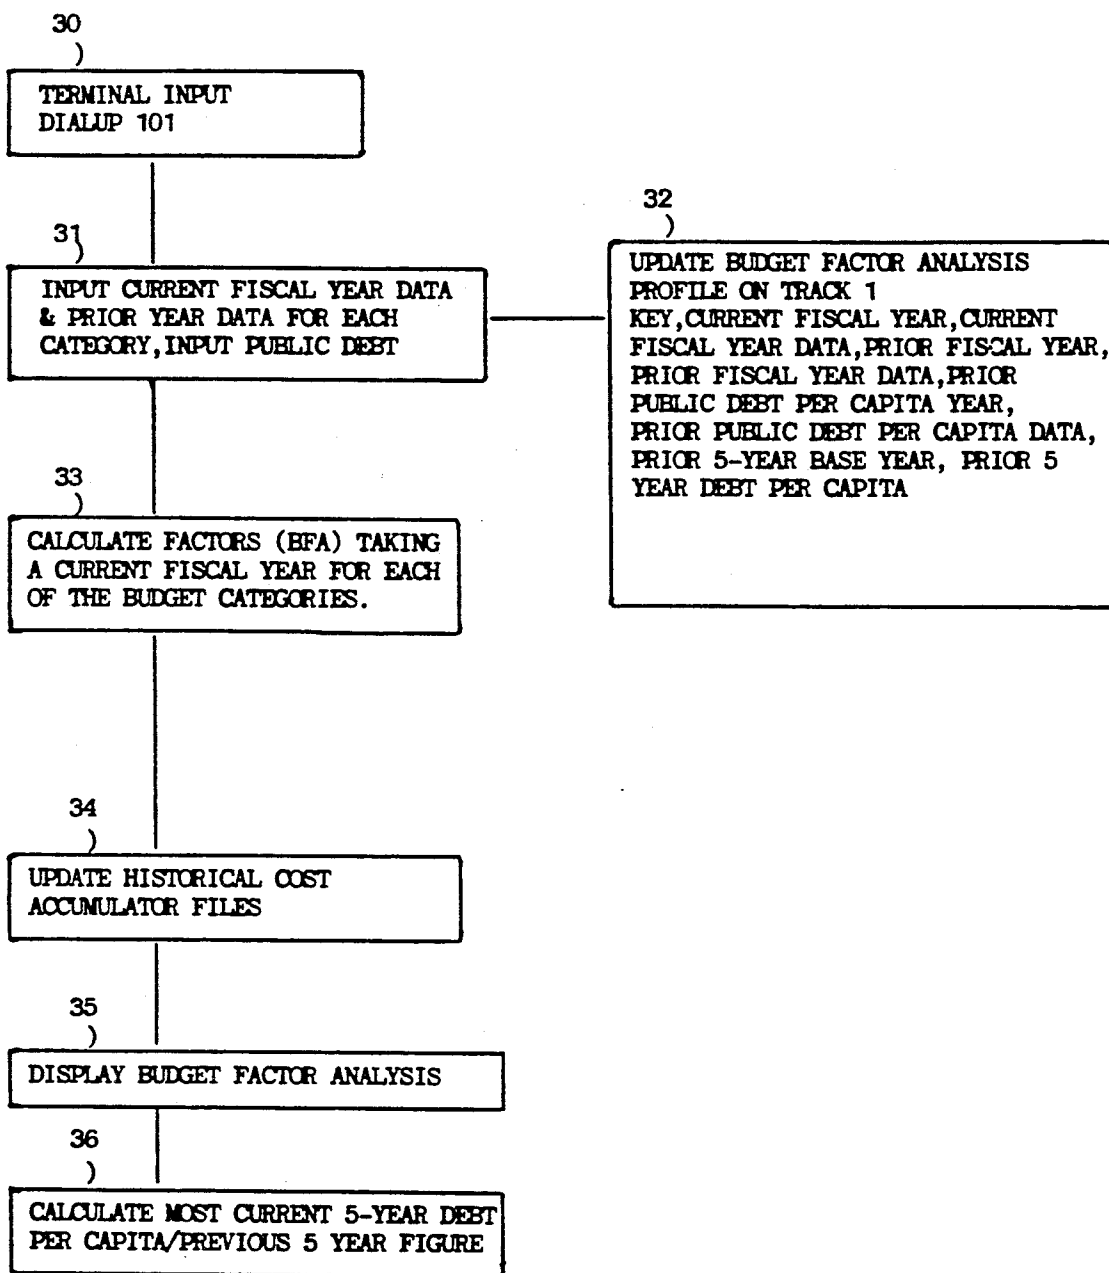 30
TERMINAL INPUT
DIALUP 101
31
INPUT CURRENT FISCAL YEAR DATA
& PRIOR YEAR DATA FOR EACH
CATEGORY,INPUT PUBLIC DEBT
32
UPDATE BUDGET FACTOR ANALYSIS
PROFILE ON TRACK 1
KEY,CURRENT FISCAL YEAR,CURRENT
FISCAL YEAR DATA,PRIOR FISCAL YEAR,
PRIOR FISCAL YEAR DATA,PRIOR
PUBLIC DEBT PER CAPITA YEAR,
PRIOR PUBLIC DEBT PER CAPITA DATA,
PRIOR 5-YEAR BASE YEAR, PRIOR 5
YEAR DEBT PER CAPITA
33
CALCULATE FACTORS (BFA) TAKING
A CURRENT FISCAL YEAR FOR EACH
OF THE BUDGET CATEGORIES.
34
UPDATE HISTORICAL COST
ACCUMULATOR FILES
35
DISPLAY BUDGET FACTOR ANALYSIS
36
CALCULATE MOST CURRENT 5-YEAR DEBT
PER CAPITA/PREVIOUS 5 YEAR FIGURE